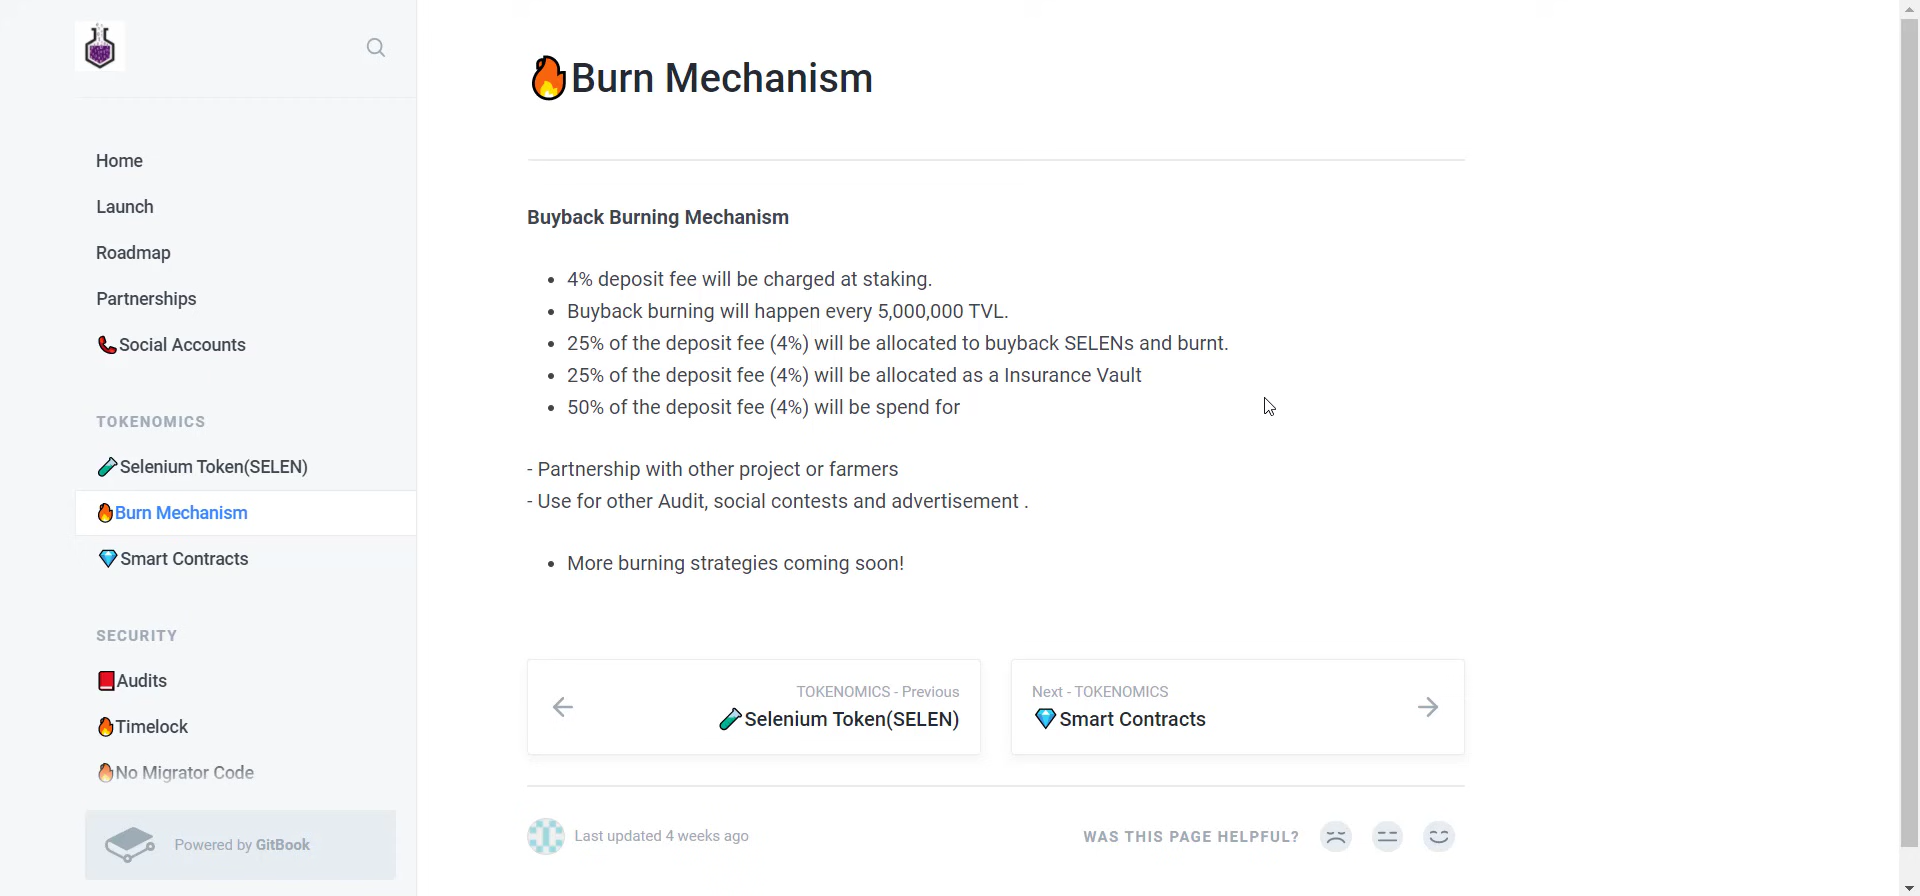 Home
Launch
Roadmap
Partnerships
Social Accounts
TOKENOMICS
Selenium Token(SELEN)
Burn Mechanism
Smart Contracts
SECURITY
Audits
Timelock
No Migrator Code
Powered by GitBook
Burn Mechanism
Buyback Burning Mechanism
• 4% deposit fee will be charged at staking.
• Buyback burning will happen every 5,000,000 TVL.
• 25% of the deposit fee (4%) will be allocated to buyback SELENs and burnt.
• 25% of the deposit fee (4%) will be allocated as a Insurance Vault
• 50% of the deposit fee (4%) will be spend for
- Partnership with other project or farmers
- Use for other Audit, social contests and advertisement .
• More burning strategies coming soon!
TOKENOMICS - Previous
Selenium Token(SELEN)
Next - TOKENOMICS
Smart Contracts
Last updated 4 weeks ago
WAS THIS PAGE HELPFUL?